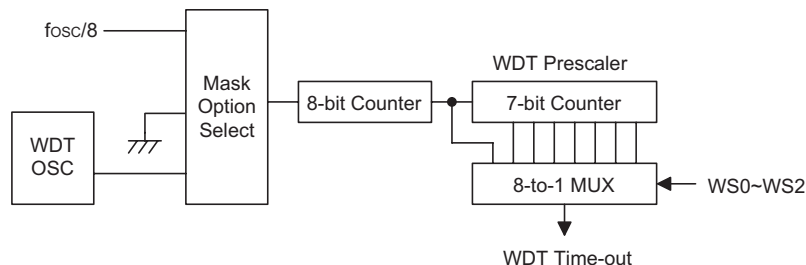 fosc/8
WDT
OSC
Mask
Option
Select
8-bit Counter
WDT Prescaler
7-bit Counter
8-to-1 MUX
WS0~WS2
WDT Time-out